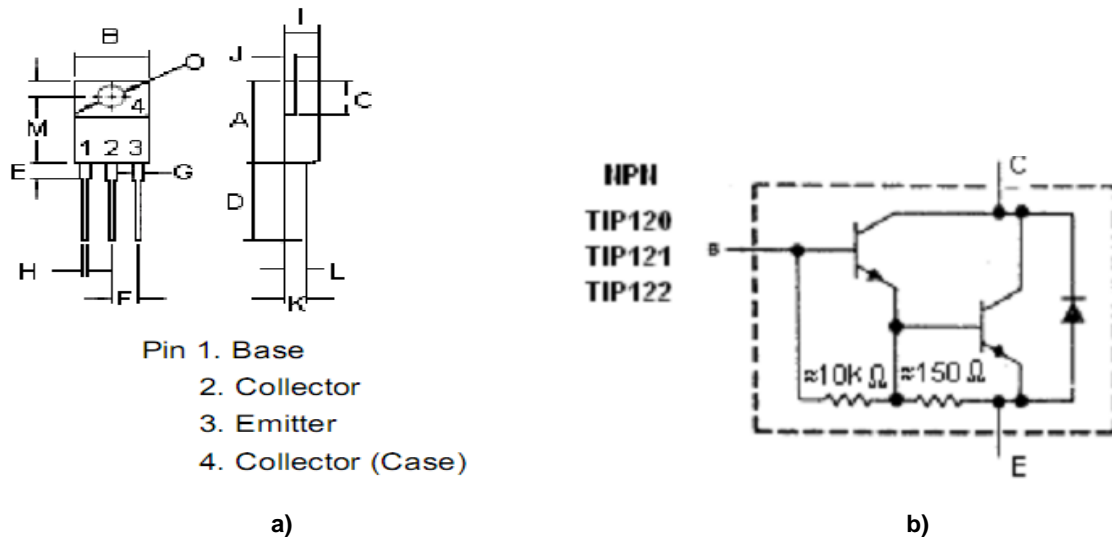 I
B
J
O
4
C
M
A
1 2 3
E
G
D
H
L
F
K
Pin 1. Base
2. Collector
3. Emitter
4. Collector (Case)
a)
NPN
TIP120
TIP121
TIP122
C
B
≈10k Ω ≈150 Ω
E
b)